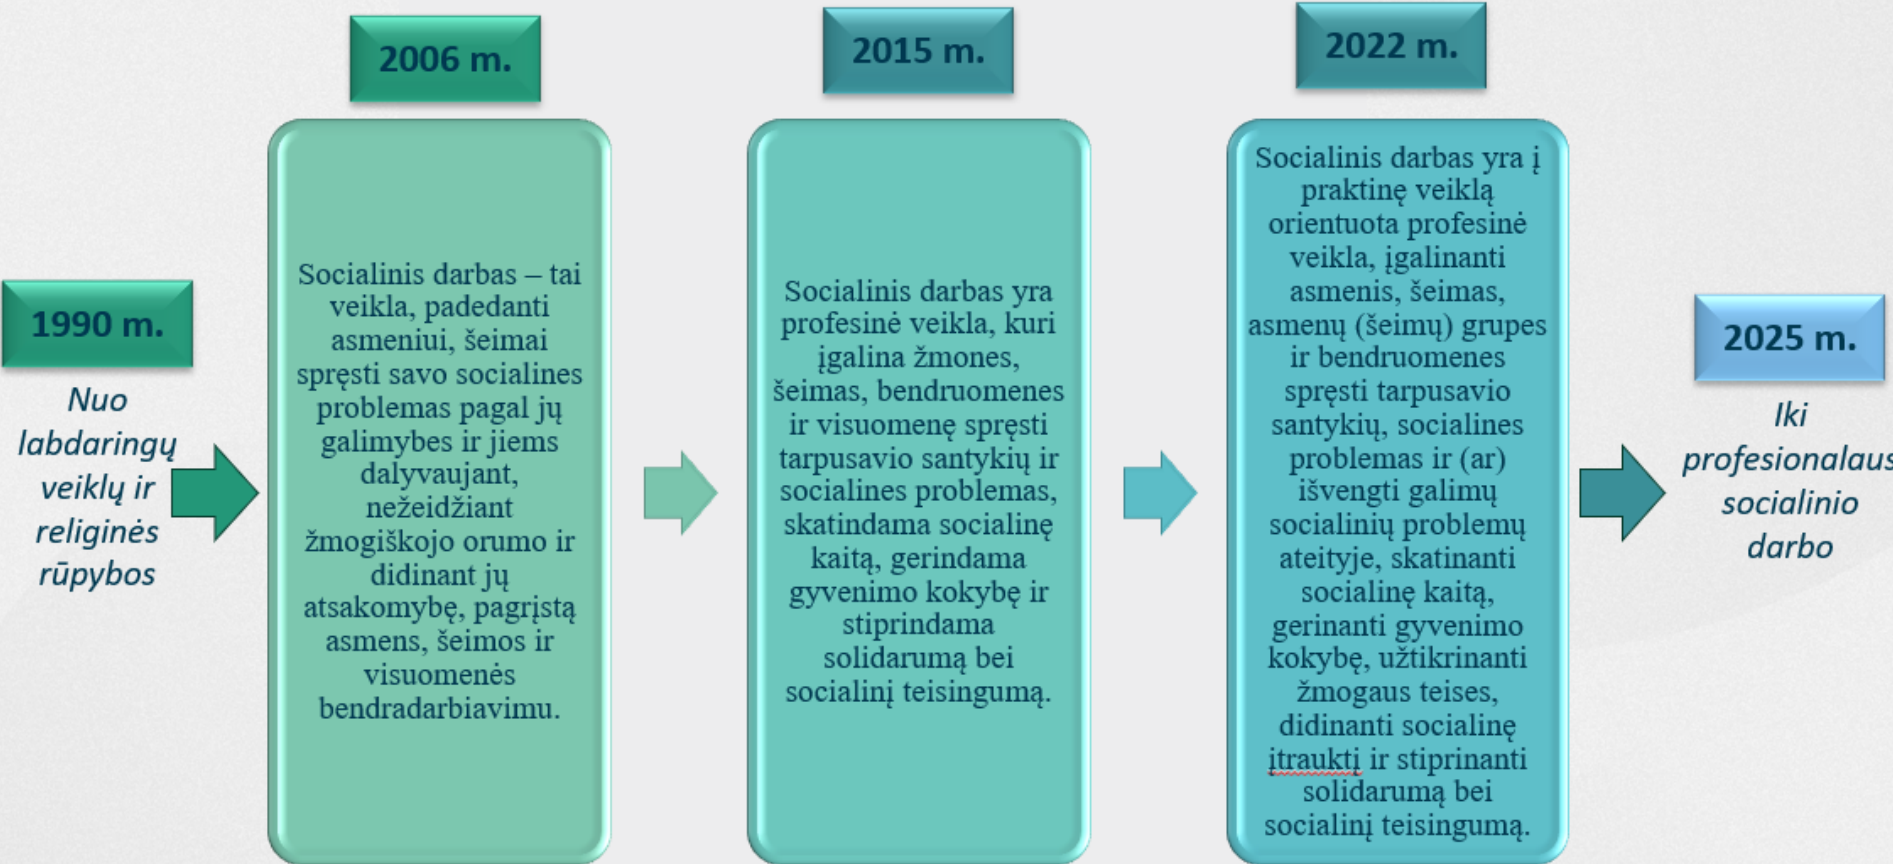 1990 m.
Nuo
labdaringų
veiklų ir
religinės
rūpybos
2006 m.
Socialinis darbas – tai
veikla, padedanti
asmeniui, šeimai
spręsti savo socialines
problemas pagal jų
galimybes ir jiems
dalyvaujant,
nežeidžiant
žmogiškojo orumo ir
didinant jų
atsakomybę, pagrįstą
asmens, šeimos ir
visuomenės
bendradarbiavimu.
2015 m.
Socialinis darbas yra
profesinė veikla, kuri
įgalina žmones,
šeimas, bendruomenes
ir visuomenę spręsti
tarpusavio santykių ir
socialines problemas,
skatindama socialinę
kaitą, gerindama
gyvenimo kokybę ir
stiprindama
solidarumą bei
socialinį teisingumą.
2022 m.
Socialinis darbas yra į
praktinę veiklą
orientuota profesinė
veikla, įgalinanti
asmenis, šeimas,
asmenų (šeimų) grupes
ir bendruomenes
spręsti tarpusavio
santykių, socialines
problemas ir (ar)
išvengti galimų
socialinių problemų
ateityje, skatinanti
socialinę kaitą,
gerinanti gyvenimo
kokybę, užtikrinanti
žmogaus teises,
didinanti socialinę
įtrauktį ir stiprinanti
solidarumą bei
socialinį teisingumą.
2025 m.
Iki
profesionalaus
socialinio
darbo